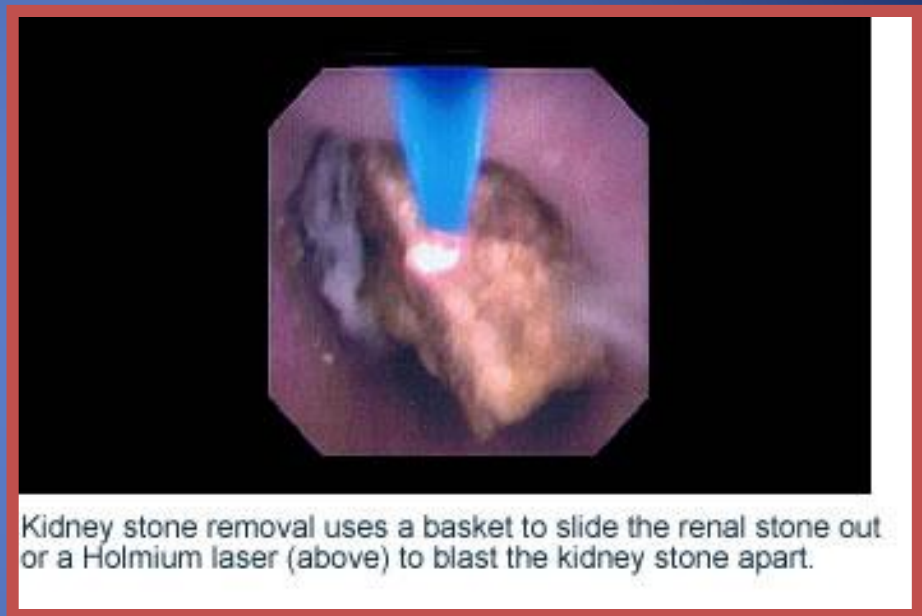 Kidney stone removal uses a basket to slide the renal stone out
or a Holmium laser (above) to blast the kidney stone apart.